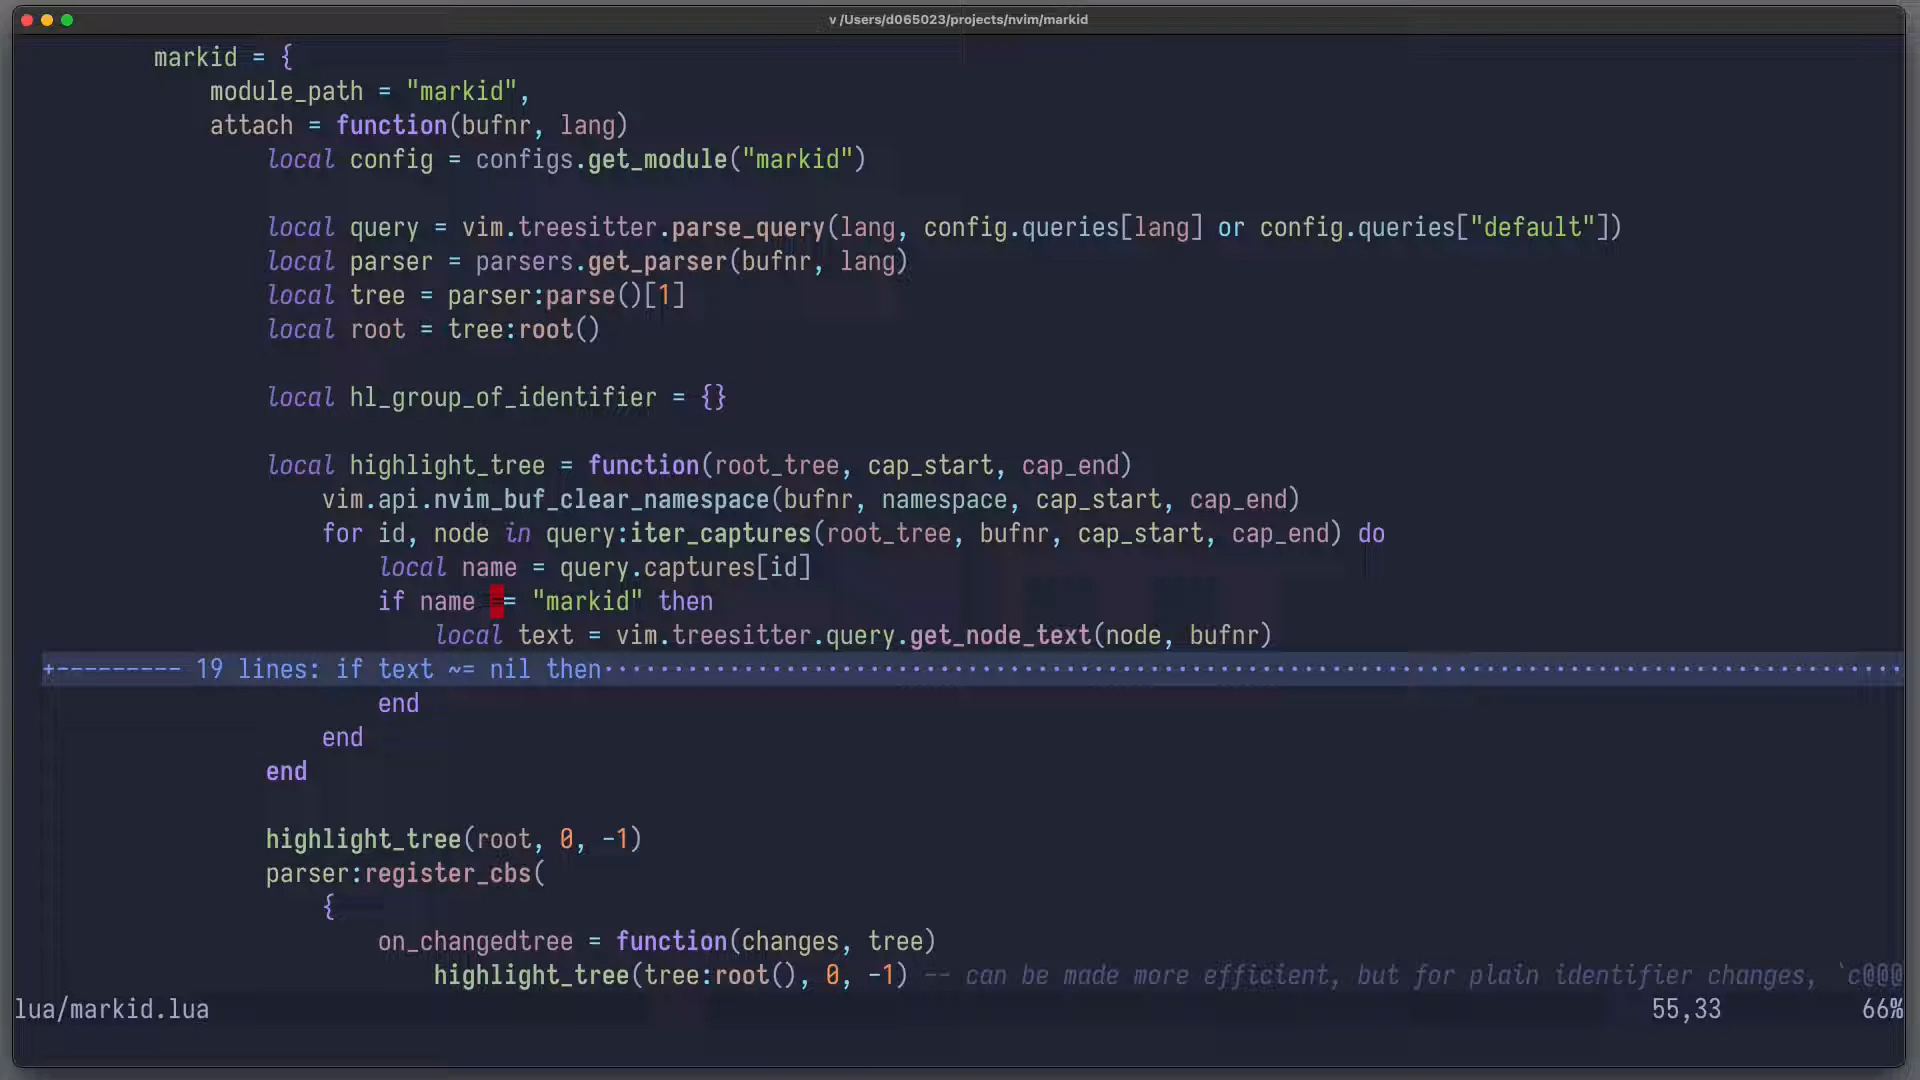 v /Users/d065023/projects/nvim/markid
markid = {
module_path = "markid",
attach = function(bufnr, lang)
local config = configs.get_module("markid")
local query = vim.treesitter.parse_query(lang, config.queries[lang] or config.queries["default"])
local parser = parsers.get_parser(bufnr, lang)
local tree = parser:parse()[1]
local root = tree:root()
local hl_group_of_identifier = {}
local highlight_tree = function(root_tree, cap_start, cap_end)
vim.api.nvim_buf_clear_namespace(bufnr, namespace, cap_start, cap_end)
for id, node in query:iter_captures(root_tree, bufnr, cap_start, cap_end) do
local name = query.captures[id]
if name == "markid" then
local text = vim.treesitter.query.get_node_text(node, bufnr)
+--------- 19 lines: if text ~= nil then·············································································
end
end
end
highlight_tree(root, 0, -1)
parser:register_cbs(
{
on_changedtree = function(changes, tree)
highlight_tree(tree:root(), 0, -1) -- can be made more efficient, but for plain identifier changes, `c@@@
lua/markid.lua 55,33 66%